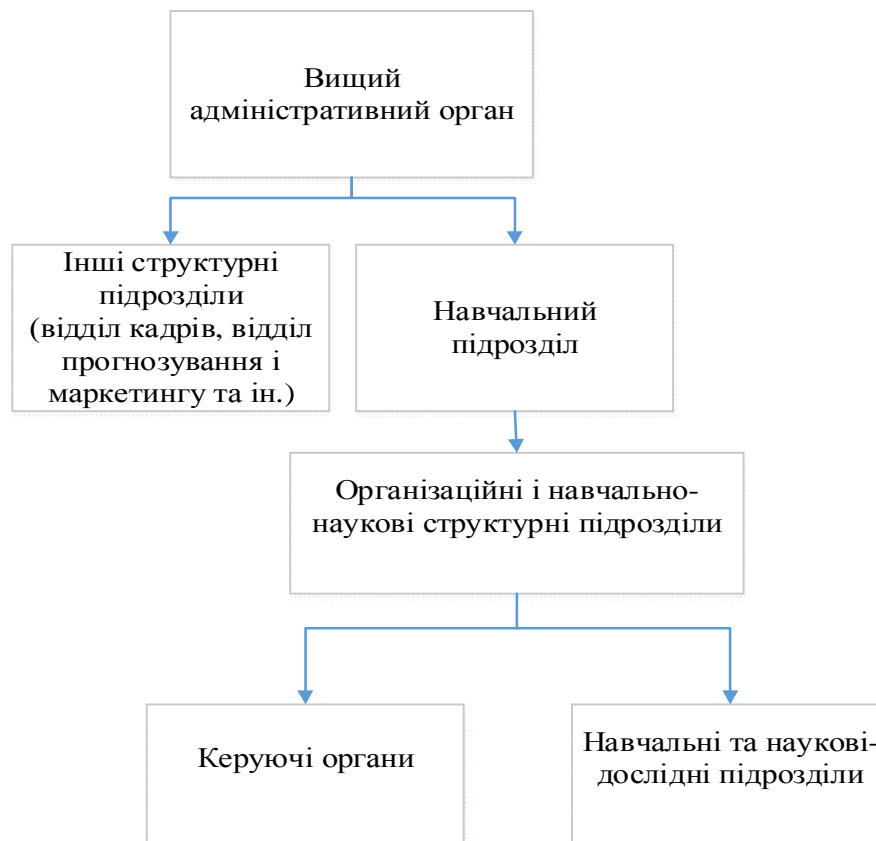 Вищий
адміністративний орган
Інші структурні
підрозділи
(відділ кадрів, відділ
прогнозування і
маркетингу та ін.)
Навчальний
підрозділ
Організаційні і навчально-
наукові структурні підрозділи
Керуючі органи
Навчальні та наукові-
дослідні підрозділи